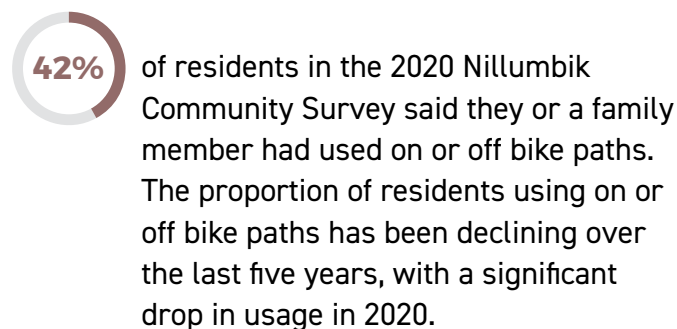 42%
of residents in the 2020 Nillumbik
Community Survey said they or a family
member had used on or off bike paths.
The proportion of residents using on or
off bike paths has been declining over
the last five years, with a significant
drop in usage in 2020.